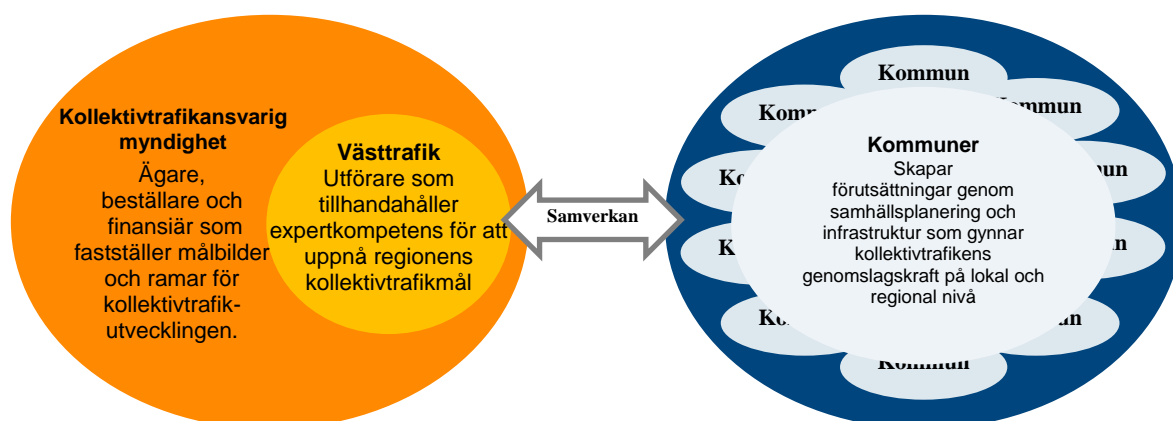 Kollektivtrafikansvarig
myndighet
Ägare,
beställare och
finansiär som
fastställer målbilder
och ramar för
kollektivtrafik-
utvecklingen.
Västtrafik
Utförare som
tillhandahåller
expertkompetens för att
uppnå regionens
kollektivtrafikmål
Samverkan
Kommun
Kommuner
Skapar
förutsättningar genom
samhällsplanering och
infrastruktur som gynnar
kollektivtrafikens
genomslagskraft på lokal och
regional nivå
Kommun